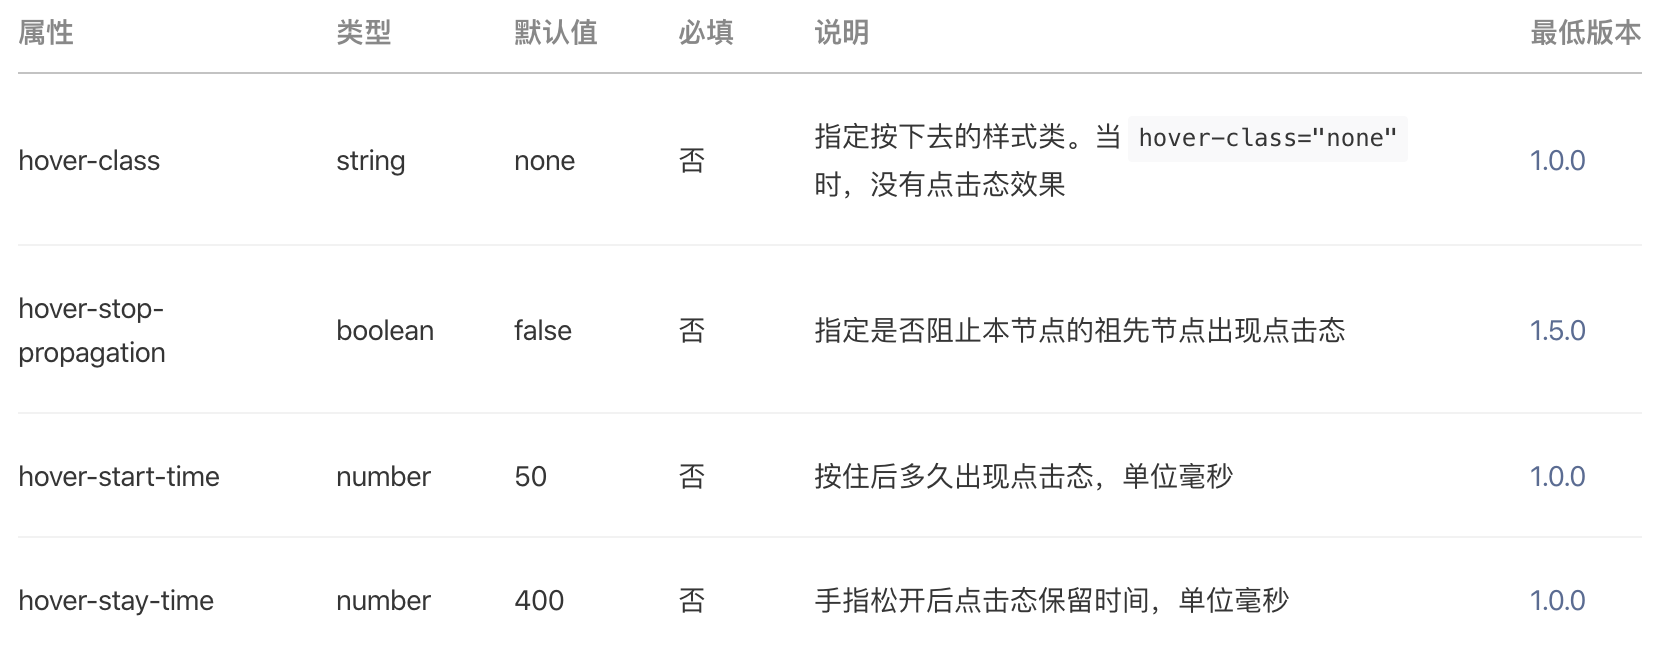 属性 类型 默认值 必填 说明 最低版本
hover-class string none 否 指定按下去的样式类。当 hover-class="none" 1.0.0
时，没有点击态效果
hover-stop-
propagation boolean false 否 指定是否阻止本节点的祖先节点出现点击态 1.5.0
hover-start-time number 50 否 按住后多久出现点击态，单位毫秒 1.0.0
hover-stay-time number 400 否 手指松开后点击态保留时间，单位毫秒 1.0.0